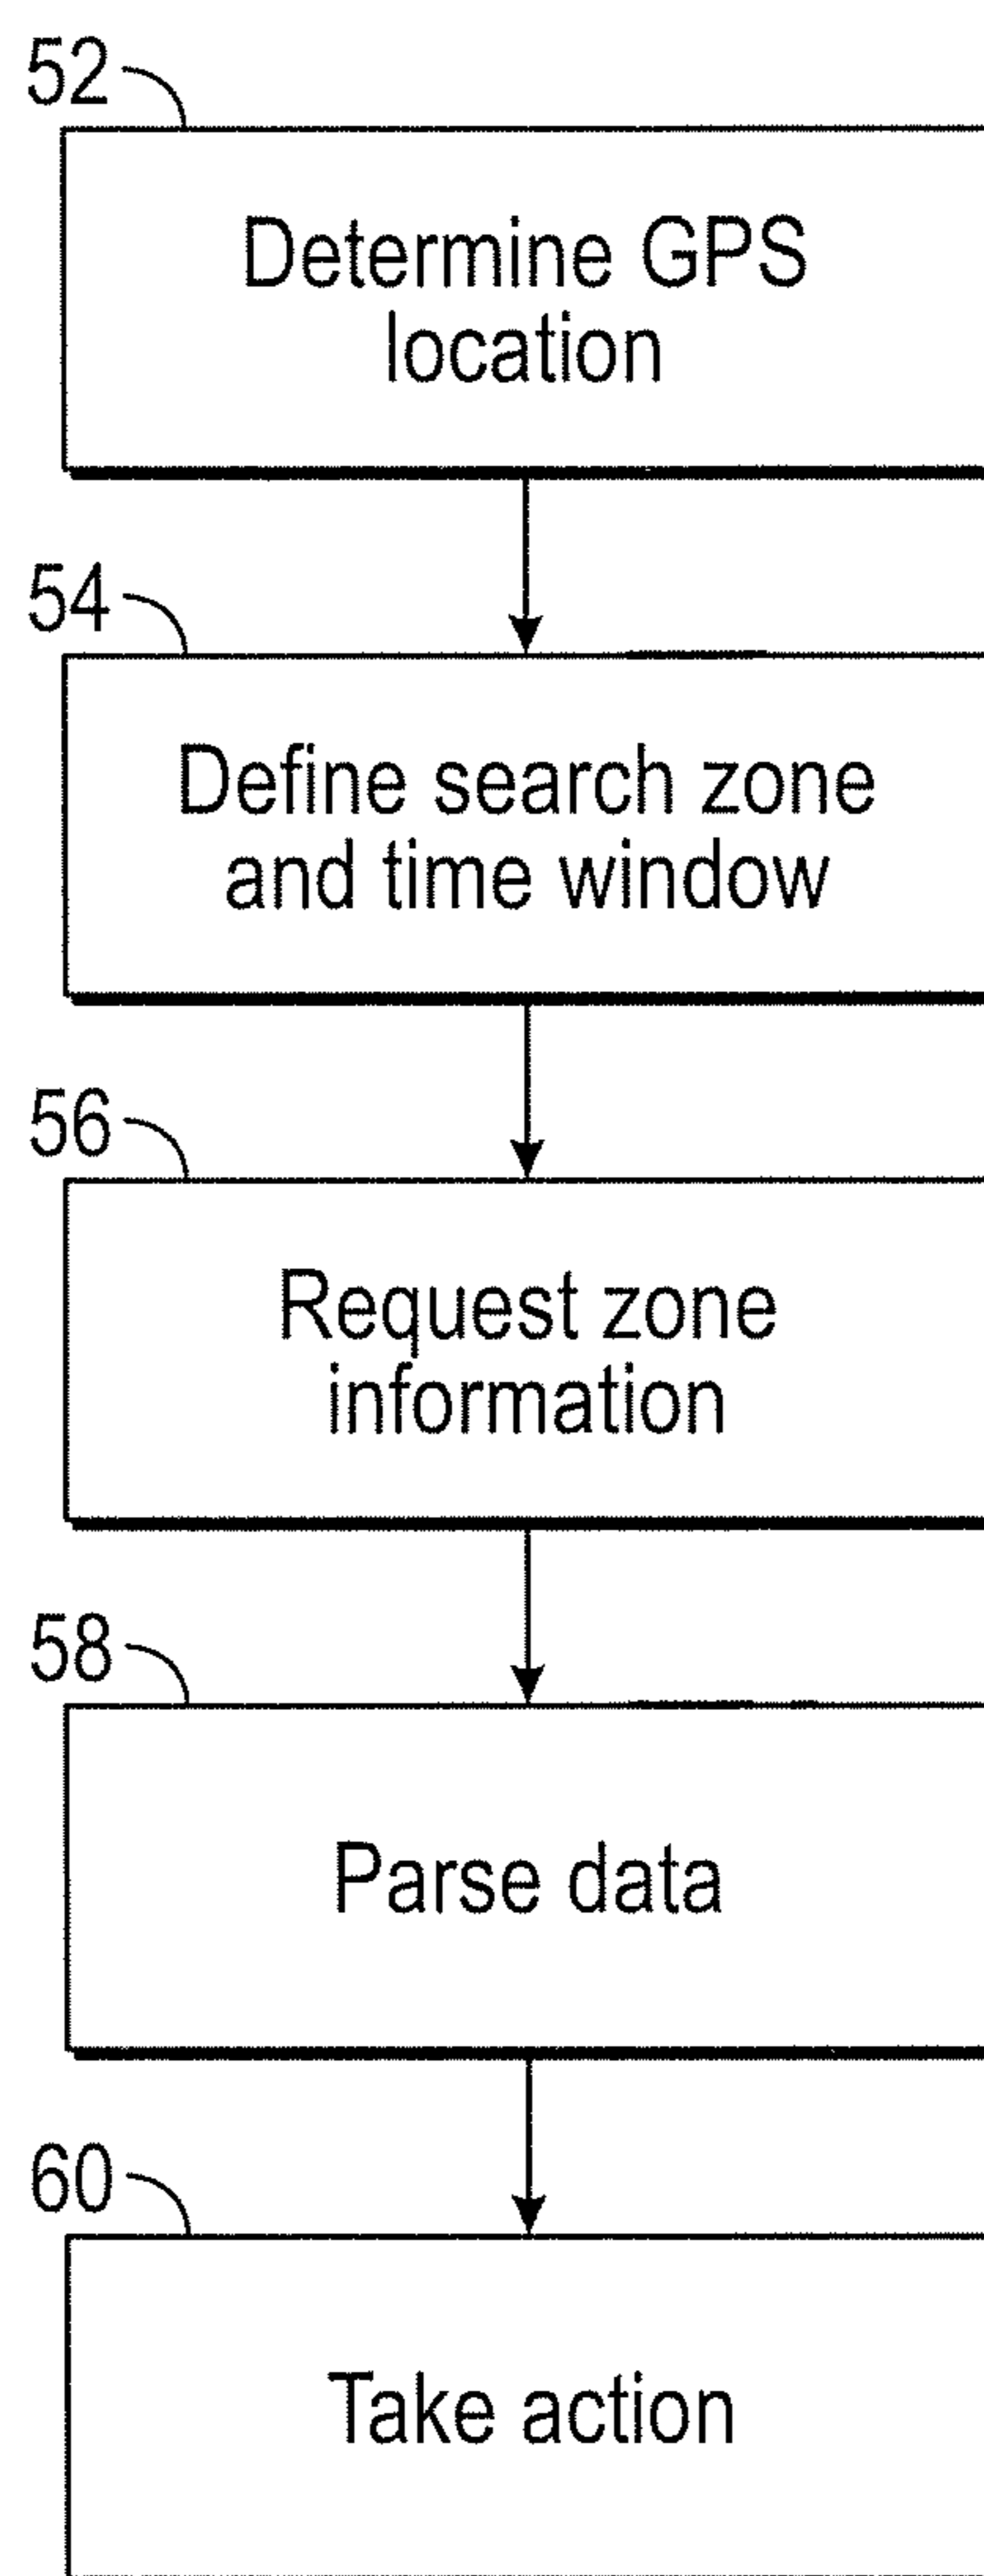 52
Determine GPS
location
54
Define search zone
and time window
56
Request zone
information
58
Parse data
60
Take action